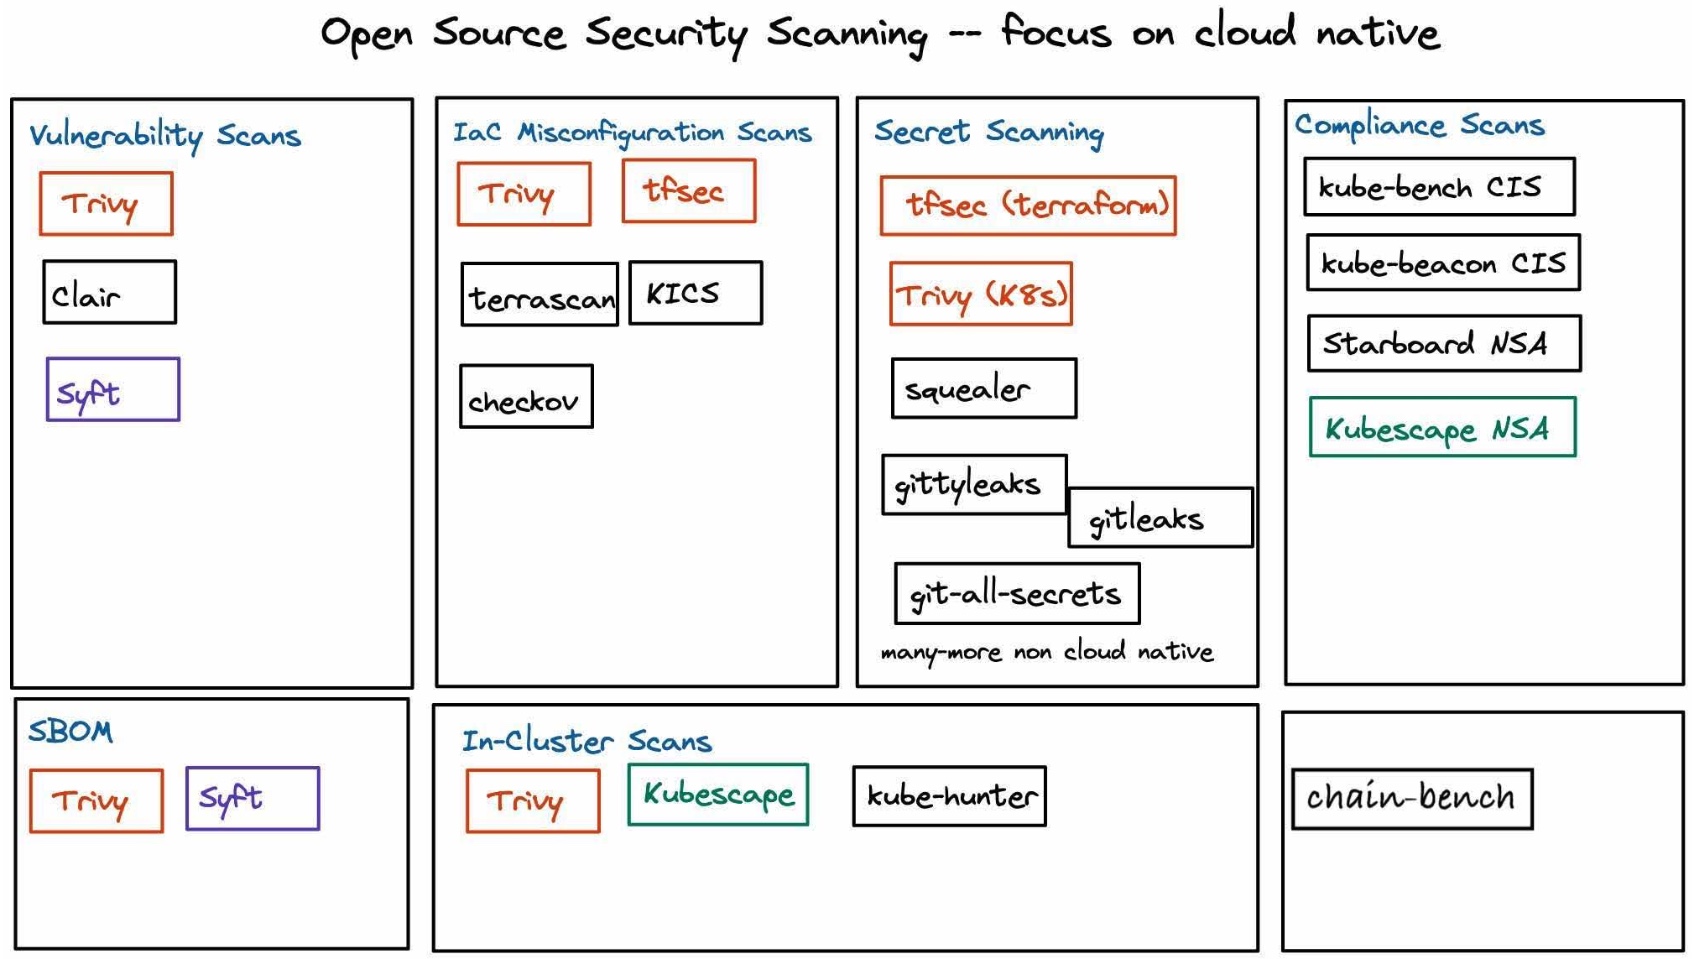 Open Source Security Scanning -- focus on cloud native
Vulnerability Scans
Trivy
Clair
Syft
IaC Misconfiguration Scans
Trivy
tfsec
terrascan
KICS
checkov
Secret Scanning
tfsec (terraform)
Trivy (K8s)
squealer
gittyleaks
gitleaks
git-all-secrets
many-more non cloud native
Compliance Scans
kube-bench CIS
kube-beacon CIS
Starboard NSA
Kubescape NSA
SBOM
Trivy
Syft
In-Cluster Scans
Trivy
Kubescape
kube-hunter
chain-bench